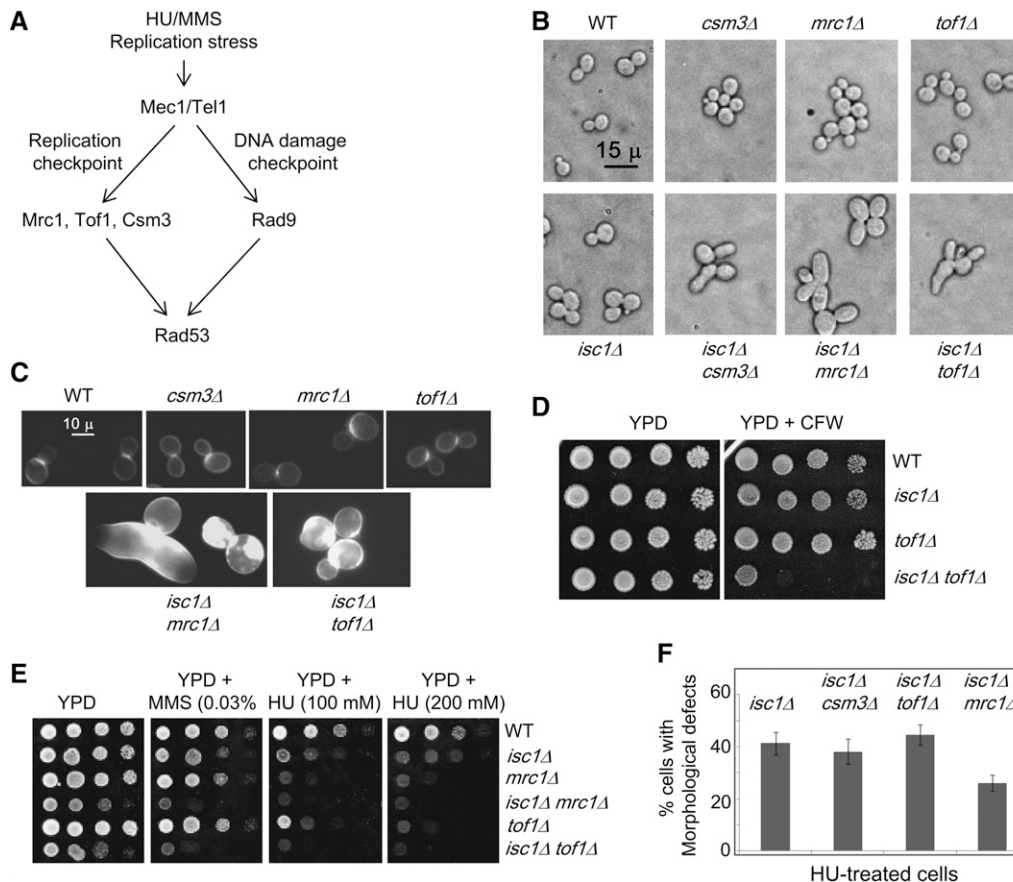 A
HU/MMS
Replication stress
Mec1/Tel1
Replication
checkpoint
DNA damage
checkpoint
Mrc1, Tof1, Csm3
Rad9
Rad53
B
WT
csm3Δ
mrc1Δ
tof1Δ
15 μ
isc1Δ
isc1Δ
csm3Δ
isc1Δ
mrc1Δ
isc1Δ
tof1Δ
C
WT
csm3Δ
mrc1Δ
tof1Δ
10 μ
isc1Δ
mrc1Δ
isc1Δ
tof1Δ
D
YPD
YPD + CFW
WT
isc1Δ
tof1Δ
isc1Δ tof1Δ
E
YPD
YPD +
MMS (0.03%
YPD +
HU (100 mM)
YPD +
HU (200 mM)
WT
isc1Δ
mrc1Δ
isc1Δ mrc1Δ
tof1Δ
isc1Δ tof1Δ
F
% cells with
Morphological defects
60
40
20
0
isc1Δ
isc1Δ
csm3Δ
isc1Δ
tof1Δ
isc1Δ
mrc1Δ
HU-treated cells